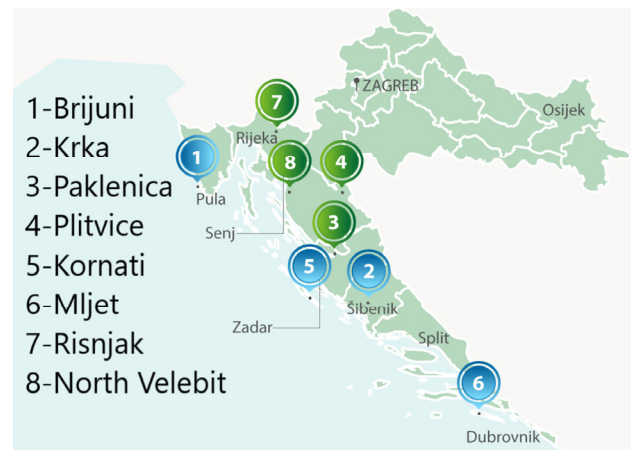 1-Brijuni
2-Krka
3-Paklenica
4-Plitvice
5-Kornati
6-Mljet
7-Risnjak
8-North Velebit
ZAGREB
Osijek
7
Rijeka
1
8
4
Pula
Senj
3
5
2
Šibenik
Zadar
Split
6
Dubrovnik